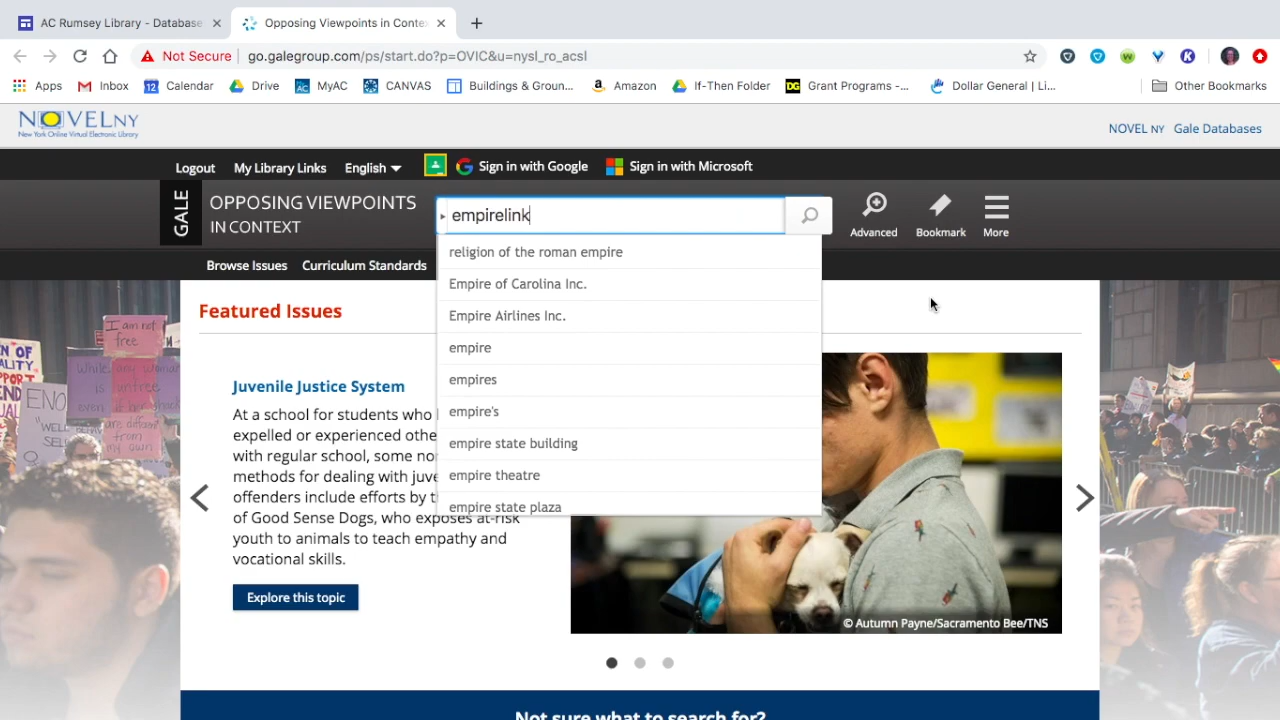 AC Rumsey Library - Database
Opposing Viewpoints in Conte
Not Secure
go.galegroup.com/ps/start.do?p=OVIC&u=nysl_ro_acsl
Apps
Inbox
Calendar
Drive
MyAC
CANVAS
Buildings & Groun...
Amazon
If-Then Folder
Grant Programs -...
Dollar General | Li...
Other Bookmarks
NOVELNY
New York Online Virtual Electronic Library
NOVEL NY Gale Databases
Logout
My Library Links
English
Sign in with Google
Sign in with Microsoft
GALE
OPPOSING VIEWPOINTS
IN CONTEXT
empirelink
Advanced
Bookmark
More
Browse Issues
Curriculum Standards
religion of the roman empire
Empire of Carolina Inc.
Empire Airlines Inc.
empire
empires
empire's
empire state building
empire theatre
empire state plaza
Featured Issues
Juvenile Justice System
At a school for students who
expelled or experienced othe
with regular school, some no
methods for dealing with juve
offenders include efforts by t
of Good Sense Dogs, who exposes at-risk
youth to animals to teach empathy and
vocational skills.
Explore this topic
© Autumn Payne/Sacramento Bee/TNS
Not sure what to search for?
I am not
free